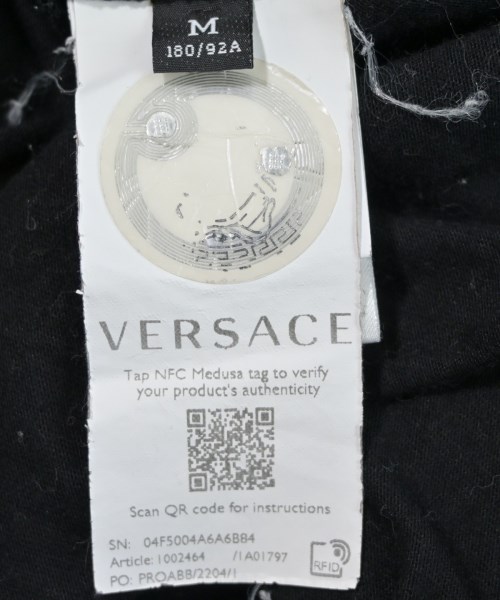 M
180/92A
VERSACE
Tap NFC Medusa tag to verify
your product's authenticity
Scan QR code for instructions
SN: 04F5004A6A6B84
Article: 1002464 /1A01797
PO: PROABB/2204/1
RFID